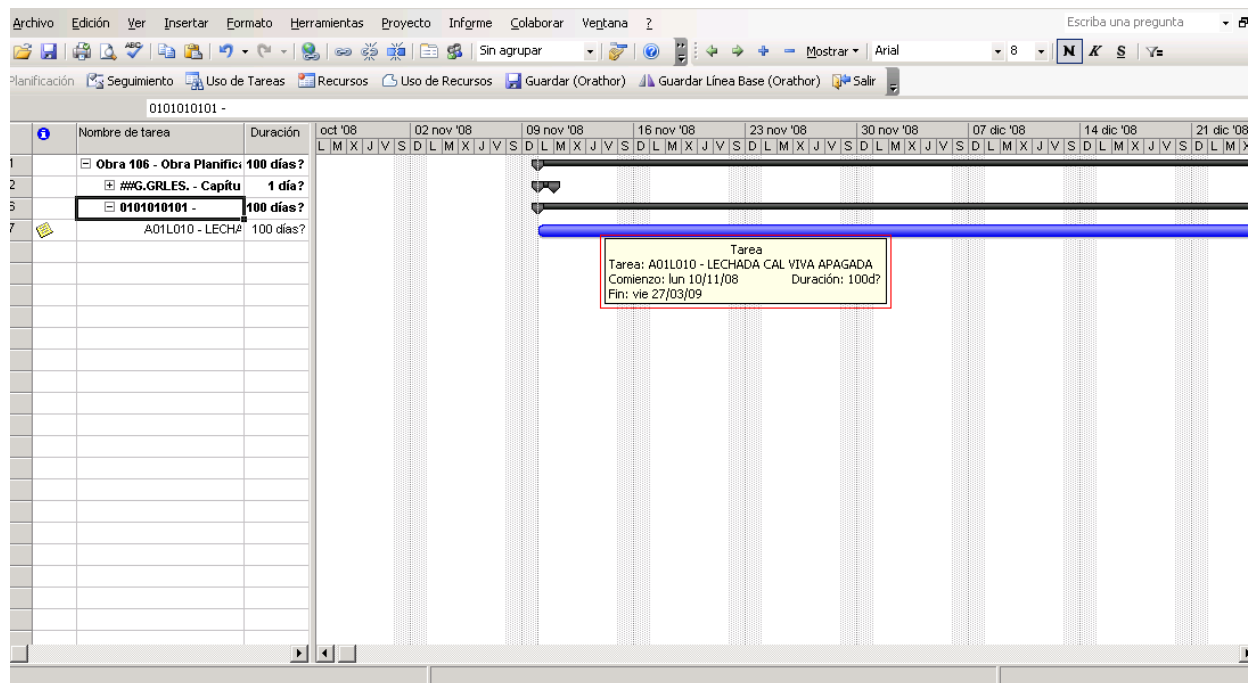 Archivo Edición Ver Insertar Formato Herramientas Proyecto Informe Colaborar Ventana ? Escriba una pregunta
Sin agrupar Mostrar Arial 8 N K S
Planificación Seguimiento Uso de Tareas Recursos Uso de Recursos Guardar (Orathor) Guardar Línea Base (Orathor) Salir
0101010101 -
Nombre de tarea Duración oct '08 02 nov '08 09 nov '08 16 nov '08 23 nov '08 30 nov '08 07 dic '08 14 dic '08 21 dic '08
L M X J V S D L M X J V S D L M X J V S D L M X J V S D L M X J V S D L M X J V S D L M X J V S D L M X J V S D L M X
1 Obra 106 - Obra Planific 100 días?
2 ##G.GRLES. - Capítu 1 día?
6 0101010101 - 100 días?
7 A01L010 - LECHA 100 días?
Tarea
Tarea: A01L010 - LECHADA CAL VIVA APAGADA
Comienzo: lun 10/11/08 Duración: 100d?
Fin: vie 27/03/09